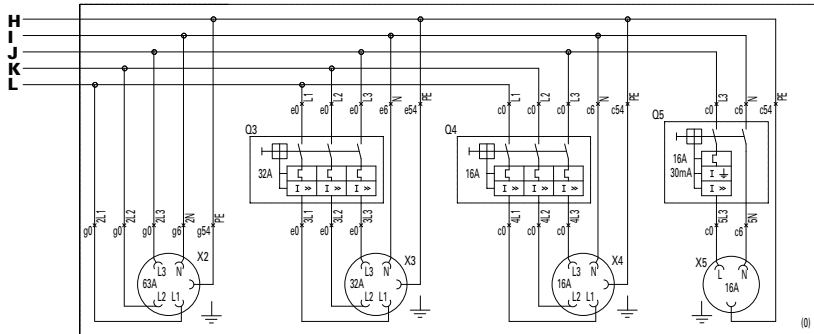 H
I
J
K
L
L1 L2 L3 N PE
e0 e0 e0 e6 e54
L1 L2 L3 N PE
c0 c0 c0 c6 c54
L3 N PE
c0 c6 c54
Q3
32A
I >> I >> I >>
Q4
16A
I >> I >> I >>
Q5
16A
30mA
I
I >>
2L1 2L2 2L3 2N PE
g0 g0 g0 g6 g54
3L1 3L2 3L3
e0 e0 e0
4L1 4L2 4L3
c0 c0 c0
5L3 5N
c0 c6
X2
L3 N
63A
L2 L1
X3
L3 N
32A
L2 L1
X4
L3 N
16A
L2 L1
X5
L N
16A
(0)